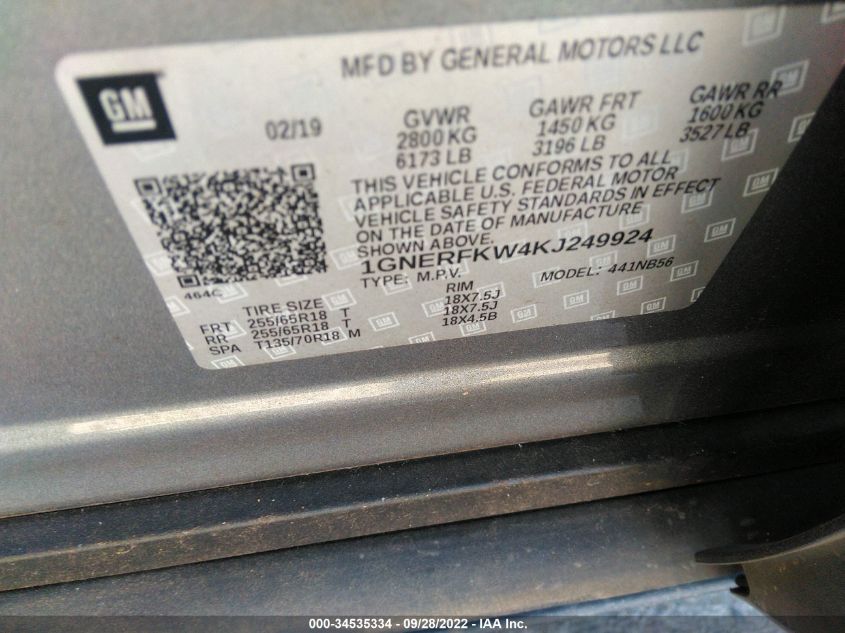 MFD BY GENERAL MOTORS LLC
GM
02/19
GVWR
2800 KG
6173 LB
GAWR FRT
1450 KG
3196 LB
GAWR RR
1600 KG
3527 LB
THIS VEHICLE CONFORMS TO ALL
APPLICABLE U.S. FEDERAL MOTOR
VEHICLE SAFETY STANDARDS IN EFFECT
ON THE DATE OF MANUFACTURE
SHOWN ABOVE.
1GNERFKW4KJ249924
TYPE: M.P.V. MODEL: 441NB56
464C
TIRE SIZE RIM
FRT 255/65R18 T 18X7.5J
RR 255/65R18 T 18X7.5J
SPA T135/70R18 M 18X4.5B
000-34535334 - 09/28/2022 - IAA Inc.